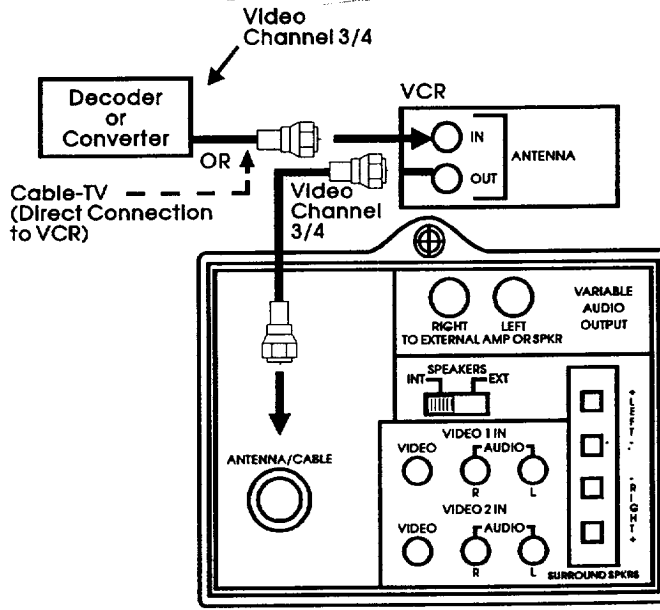 Video
Channel 3/4
Decoder
or
Converter
VCR
IN
OUT
ANTENNA
OR
Cable-TV
(Direct Connection
to VCR)
Video
Channel
3/4
RIGHT
LEFT
TO EXTERNAL AMP OR SPKR
VARIABLE
AUDIO
OUTPUT
SPEAKERS
INT
EXT
+ LEFT -
- RIGHT +
ANTENNA/CABLE
VIDEO 1 IN
VIDEO
AUDIO
R
L
VIDEO 2 IN
VIDEO
AUDIO
R
L
SURROUND SPKRS